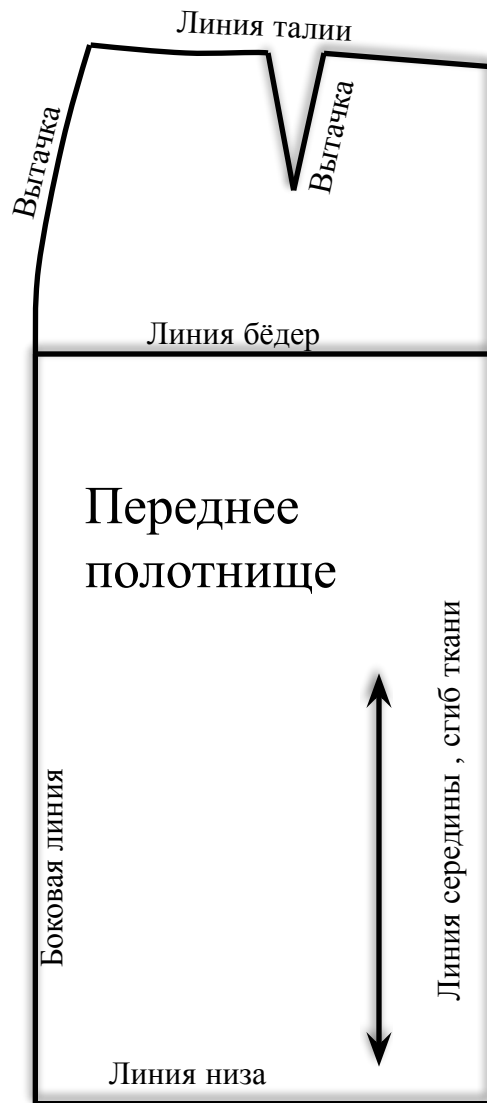 Линия талии
Вытачка
Вытачка
Линия бёдер
Переднее
полотнище
Линия середины , сгиб ткани
Боковая линия
Линия низа